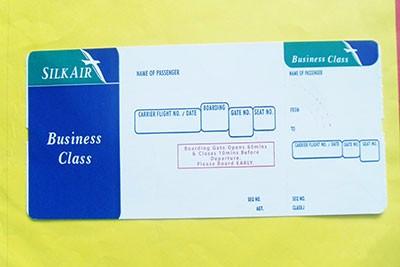 SILKAIR
Business
Class
NAME OF PASSENGER
CARRIER FLIGHT NO. / DATE
BOARDING
GATE NO.
SEAT NO.
Boarding Gate Opens 60mins
& Closes 10mins Before
Departure.
Please Board EARLY.
SEQ NO.
AGT.
Business Class
NAME OF PASSENGER
FROM
TO
CARRIER FLIGHT NO. / DATE
GATE NO.
SEAT NO.
SEQ NO.
CLASS /